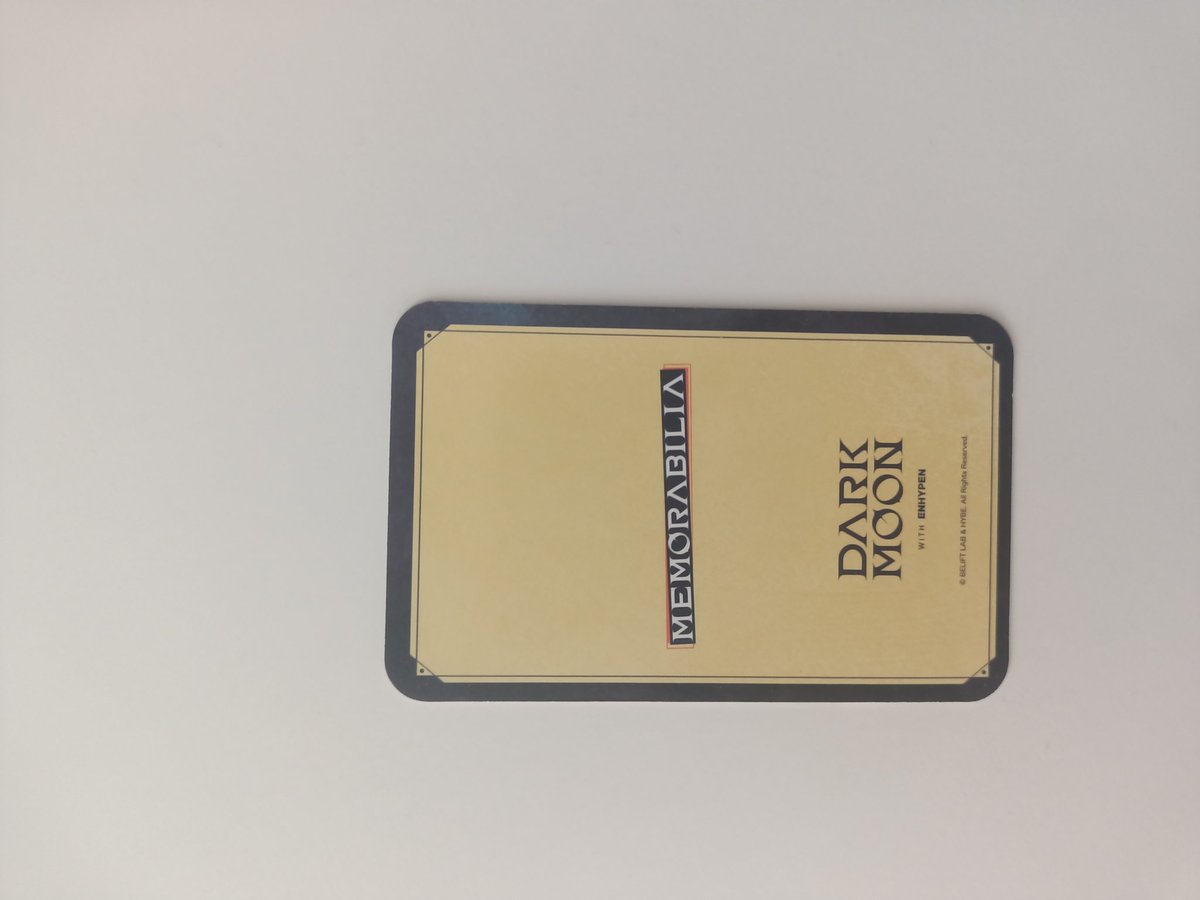 MEMORABILIA
DARK
MOON
WITH ENHYPEN
© BELIFT LAB & HYBE. All Rights Reserved.